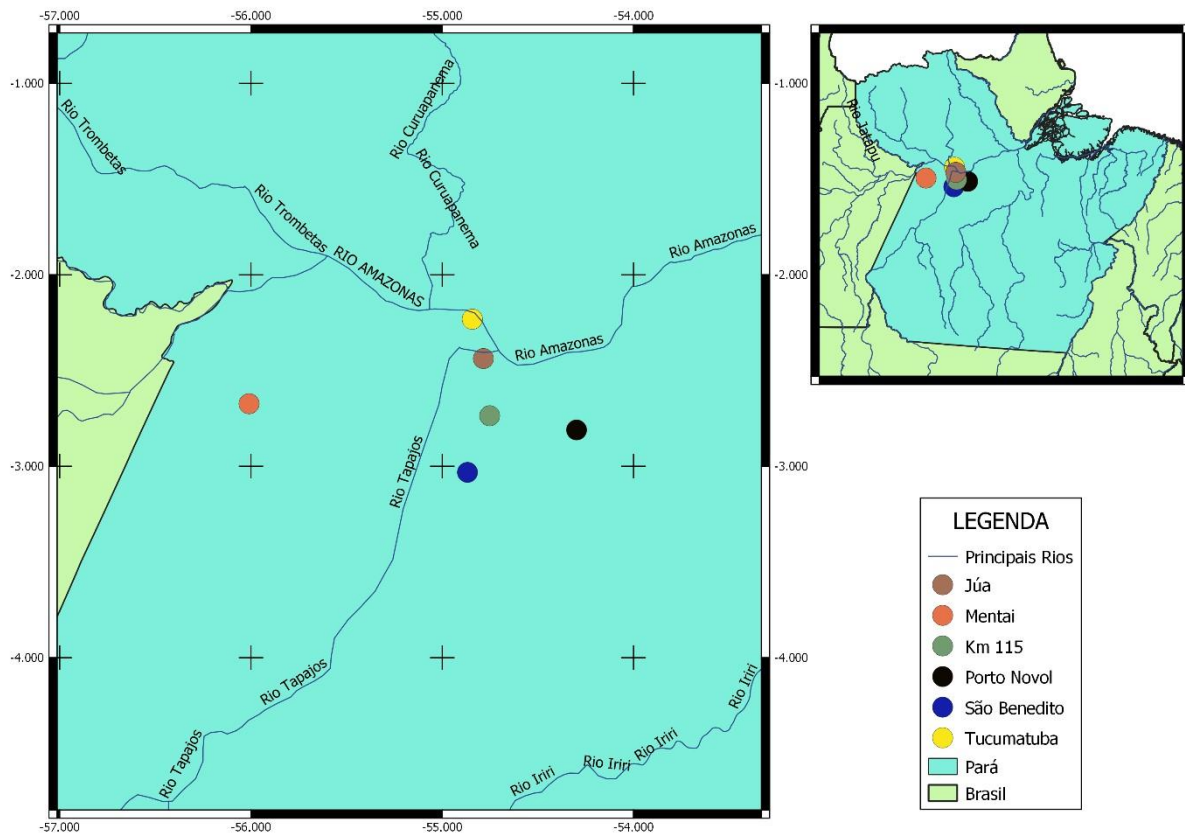 -57.000 -56.000 -55.000 -54.000
-1.000 -1.000
Rio Trombetas
Rio Curuapanema
Rio Curuapanema
Rio Trombetas
RIO AMAZONAS
Rio Amazonas
-2.000 -2.000
Rio Amazonas
-3.000 -3.000
Rio Tapajos
-4.000 -4.000
Rio Tapajos
Rio Tapajos
Rio Iriri
Rio Iriri
Rio Iriri
Rio Iriri
-57.000 -56.000 -55.000 -54.000
Rio Jatapu
LEGENDA
Principais Rios
Júa
Mentai
Km 115
Porto Novol
São Benedito
Tucumatuba
Pará
Brasil